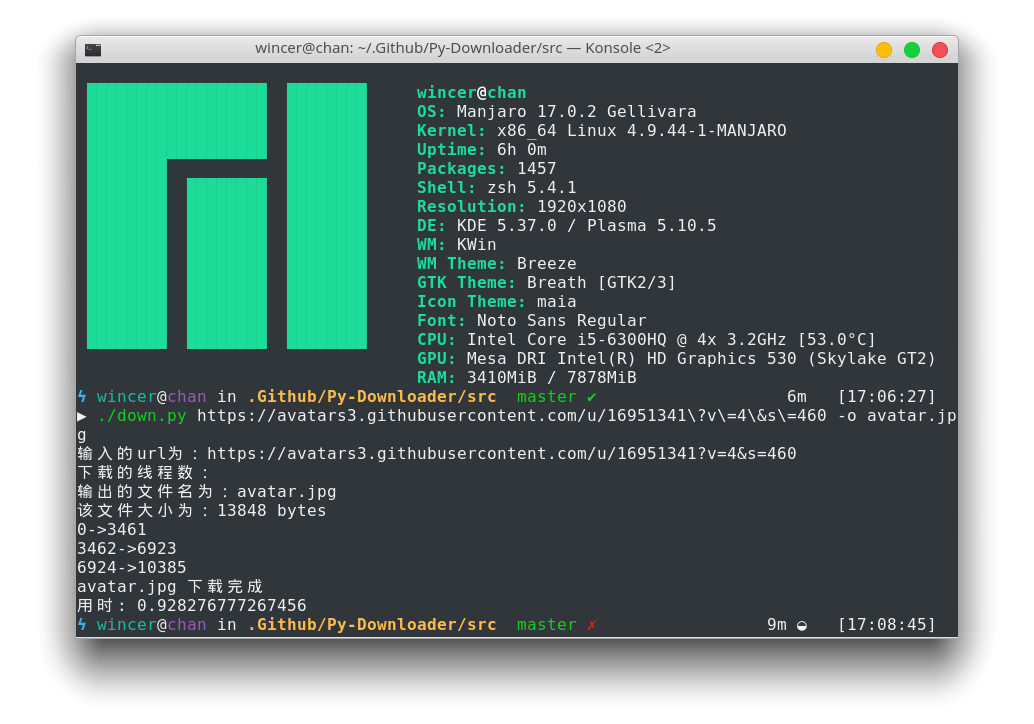 wincer@chan: ~/.Github/Py-Downloader/src — Konsole <2>
wincer@chan
OS: Manjaro 17.0.2 Gellivara
Kernel: x86_64 Linux 4.9.44-1-MANJARO
Uptime: 6h 0m
Packages: 1457
Shell: zsh 5.4.1
Resolution: 1920x1080
DE: KDE 5.37.0 / Plasma 5.10.5
WM: KWin
WM Theme: Breeze
GTK Theme: Breath [GTK2/3]
Icon Theme: maia
Font: Noto Sans Regular
CPU: Intel Core i5-6300HQ @ 4x 3.2GHz [53.0°C]
GPU: Mesa DRI Intel(R) HD Graphics 530 (Skylake GT2)
RAM: 3410MiB / 7878MiB
ϟ wincer@chan in .Github/Py-Downloader/src  master ✔ 6m [17:06:27]
▶ ./down.py https://avatars3.githubusercontent.com/u/16951341\?v\=4\&s\=460 -o avatar.jp
g
输入的url为：https://avatars3.githubusercontent.com/u/16951341?v=4&s=460
下载的线程数：
输出的文件名为：avatar.jpg
该文件大小为：13848 bytes
0->3461
3462->6923
6924->10385
avatar.jpg 下载完成
用时: 0.928276777267456
ϟ wincer@chan in .Github/Py-Downloader/src  master ✗ 9m ◒ [17:08:45]